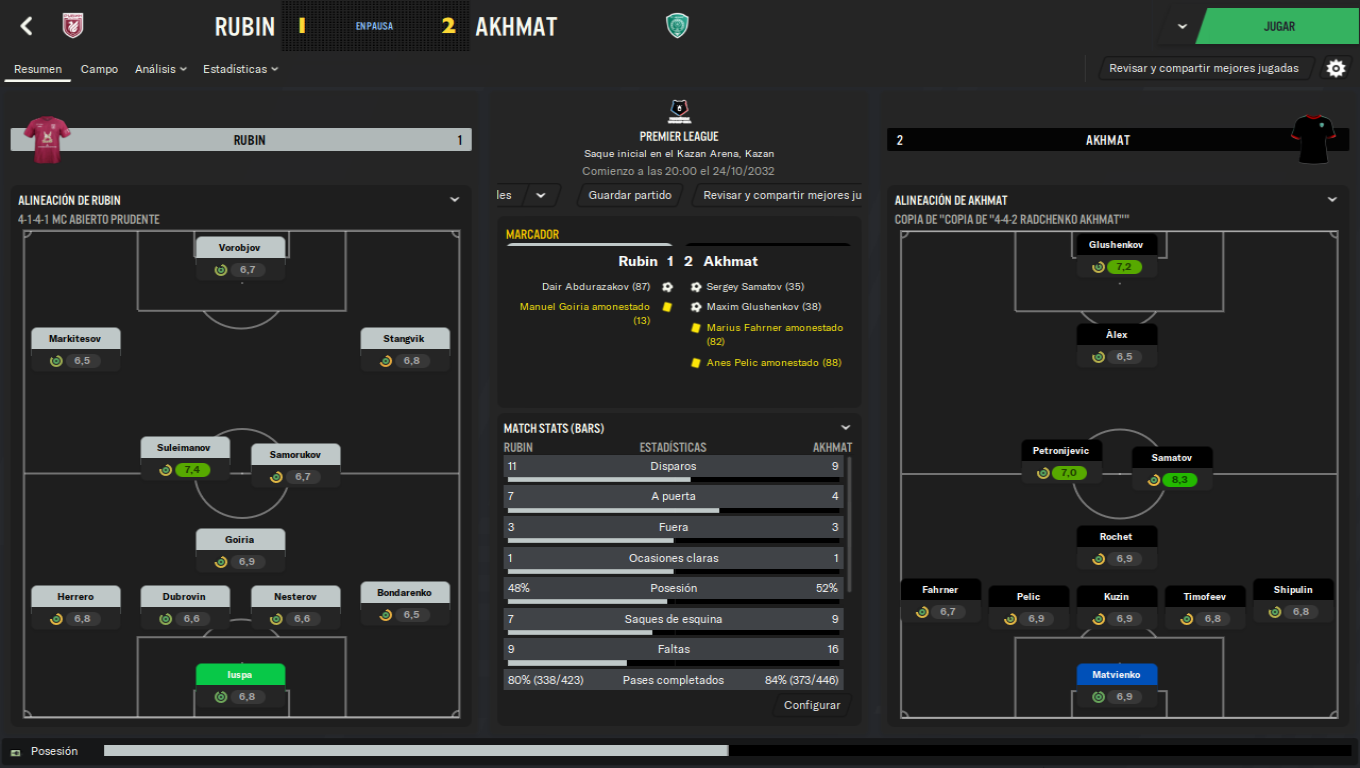 RUBIN
1
EN PAUSA
2
AKHMAT
JUGAR
Resumen
Campo
Análisis
Estadísticas
Revisar y compartir mejores jugadas
RUBIN 1
PREMIER LEAGUE
Saque inicial en el Kazan Arena, Kazan
Comienzo a las 20:00 el 24/10/2032
les
Guardar partido
Revisar y compartir mejores ju
2 AKHMAT
ALINEACIÓN DE RUBIN
4-1-4-1 MC ABIERTO PRUDENTE
Vorobjov
6,7
Markitesov
6,5
Stangvik
6,8
Suleimanov
7,4
Samorukov
6,7
Goiria
6,9
Herrero
6,8
Dubrovin
6,6
Nesterov
6,6
Bondarenko
6,5
Iuspa
6,8
MARCADOR
Rubin 1 2 Akhmat
Dair Abdurazakov (87)
Manuel Goiria amonestado
(13)
Sergey Samatov (35)
Maxim Glushenkov (38)
Marius Fahrner amonestado
(82)
Anes Pelic amonestado (88)
MATCH STATS (BARS)
RUBIN ESTADÍSTICAS AKHMAT
11 Disparos 9
7 A puerta 4
3 Fuera 3
1 Ocasiones claras 1
48% Posesión 52%
7 Saques de esquina 9
9 Faltas 16
80% (338/423) Pases completados 84% (373/446)
Configurar
ALINEACIÓN DE AKHMAT
COPIA DE "COPIA DE "4-4-2 RADCHENKO AKHMAT""
Glushenkov
7,2
Àlex
6,5
Petronijevic
7,0
Samatov
8,3
Rochet
6,9
Fahrner
6,7
Pelic
6,9
Kuzin
6,9
Timofeev
6,8
Shipulin
6,8
Matvienko
6,9
Posesión